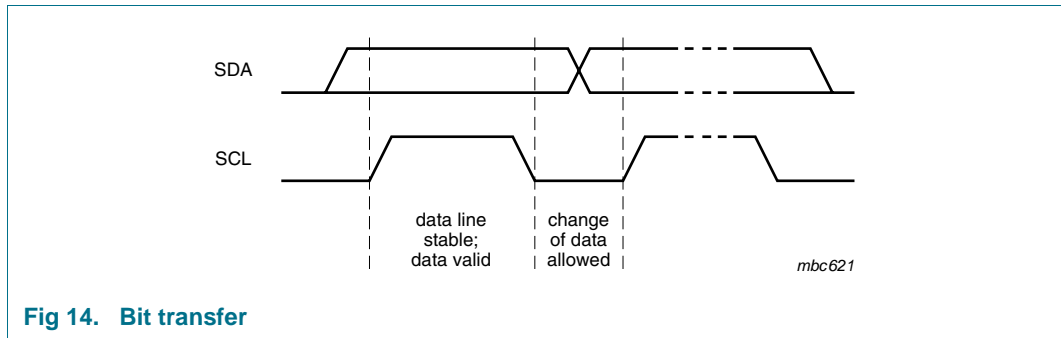 SDA
SCL
data line
stable;
data valid
change
of data
allowed
mbc621
Fig 14. Bit transfer